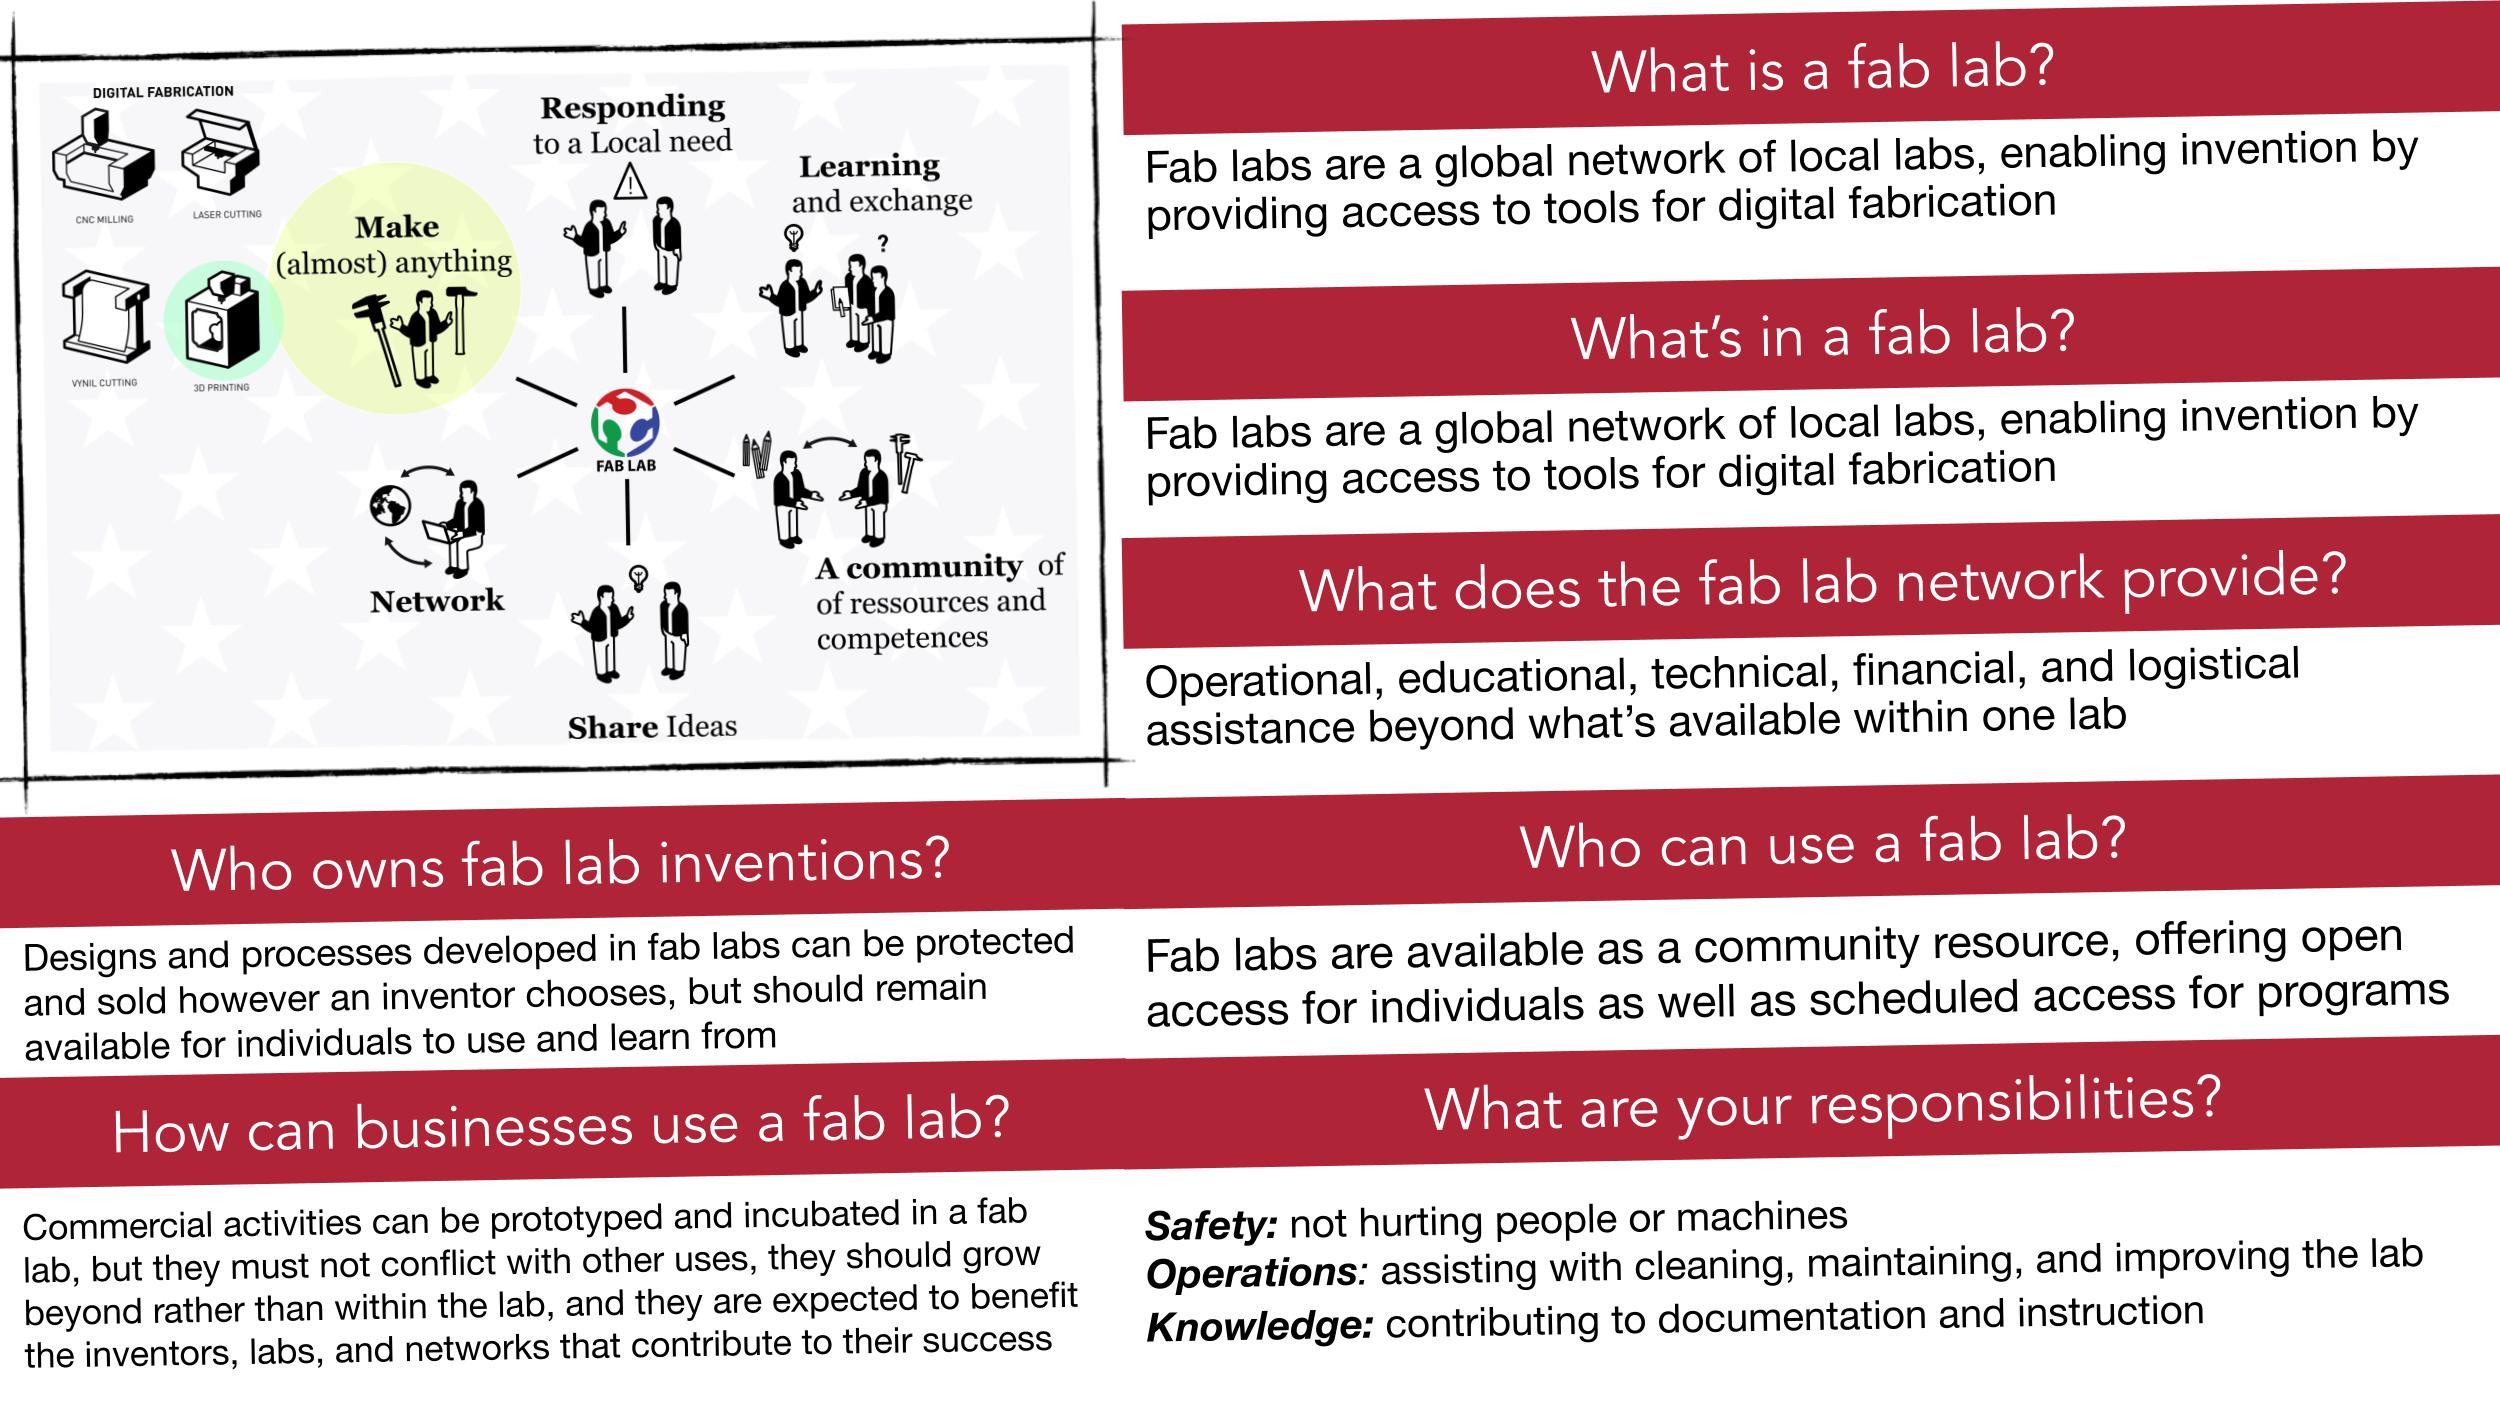 DIGITAL FABRICATION
CNC MILLING
LASER CUTTING
VYNIL CUTTING
3D PRINTING
Make
(almost) anything
Responding
to a Local need
!
Learning
and exchange
?
FAB LAB
Network
A community of
of ressources and
competences
Share Ideas
What is a fab lab?
Fab labs are a global network of local labs, enabling invention by
providing access to tools for digital fabrication
What's in a fab lab?
Fab labs are a global network of local labs, enabling invention by
providing access to tools for digital fabrication
What does the fab lab network provide?
Operational, educational, technical, financial, and logistical
assistance beyond what's available within one lab
Who owns fab lab inventions?
Designs and processes developed in fab labs can be protected
and sold however an inventor chooses, but should remain
available for individuals to use and learn from
Who can use a fab lab?
Fab labs are available as a community resource, offering open
access for individuals as well as scheduled access for programs
How can businesses use a fab lab?
Commercial activities can be prototyped and incubated in a fab
lab, but they must not conflict with other uses, they should grow
beyond rather than within the lab, and they are expected to benefit
the inventors, labs, and networks that contribute to their success
What are your responsibilities?
Safety: not hurting people or machines
Operations: assisting with cleaning, maintaining, and improving the lab
Knowledge: contributing to documentation and instruction